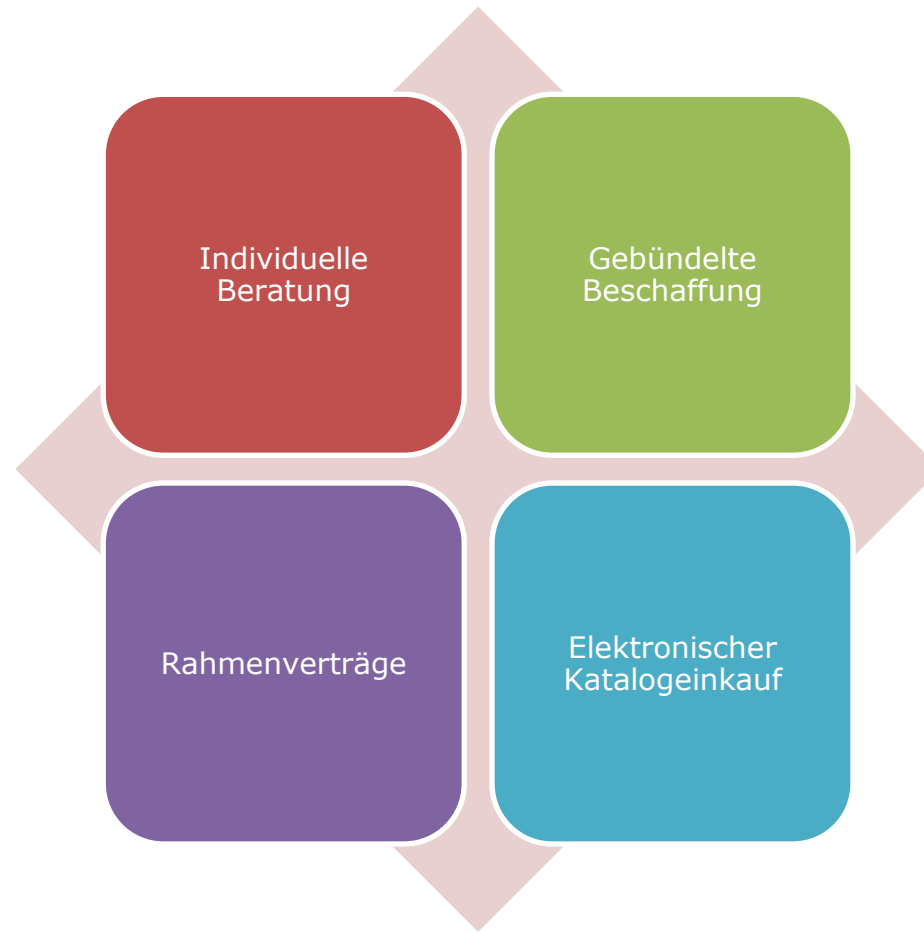 Individuelle
Beratung
Gebündelte
Beschaffung
Rahmenverträge
Elektronischer
Katalogeinkauf